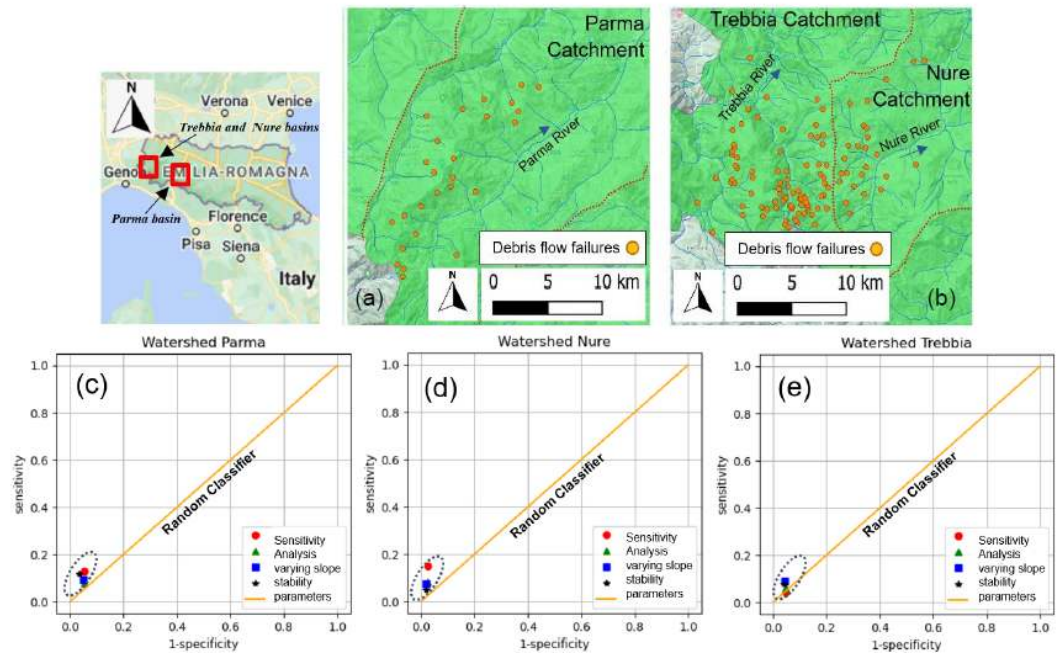 N
Verona
Venice
Trebbia and Nure basins
Geno
EMILIA-ROMAGNA
Parma basin
Florence
Pisa
Siena
Italy
Parma
Catchment
Parma River
Debris flow failures
N
0 5 10 km
(a)
Trebbia Catchment
Trebbia River
Nure
Catchment
Nure River
Debris flow failures
N
0 5 10 km
(b)
Watershed Parma
(c)
1.0
0.8
0.6
0.4
0.2
0.0
sensitivity
Random Classifier
Sensitivity
Analysis
varying slope
stability
parameters
0.0 0.2 0.4 0.6 0.8 1.0
1-specificity
Watershed Nure
(d)
1.0
0.8
0.6
0.4
0.2
0.0
sensitivity
Random Classifier
Sensitivity
Analysis
varying slope
stability
parameters
0.0 0.2 0.4 0.6 0.8 1.0
1-specificity
Watershed Trebbia
(e)
1.0
0.8
0.6
0.4
0.2
0.0
sensitivity
Random Classifier
Sensitivity
Analysis
varying slope
stability
parameters
0.0 0.2 0.4 0.6 0.8 1.0
1-specificity